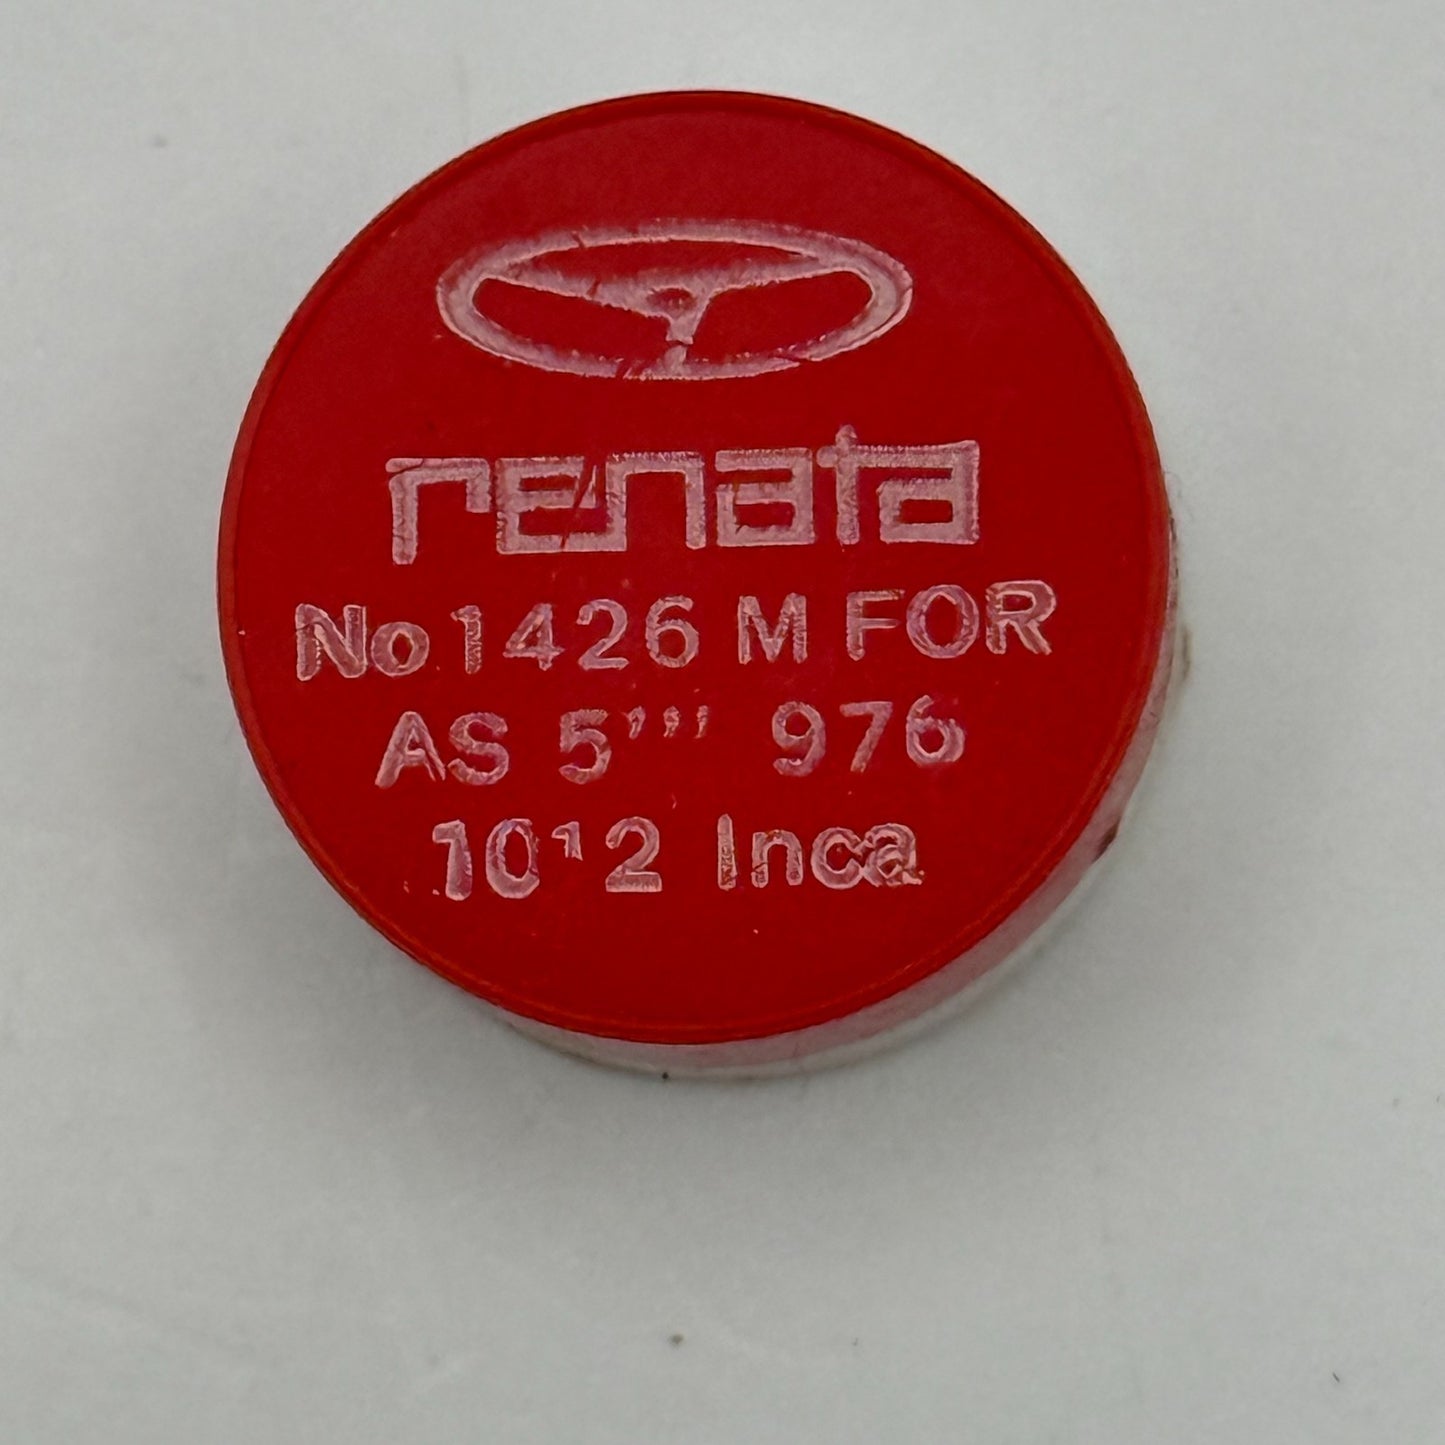 renata
No 1426 M FOR
AS 5''' 976
10¹2 Inca